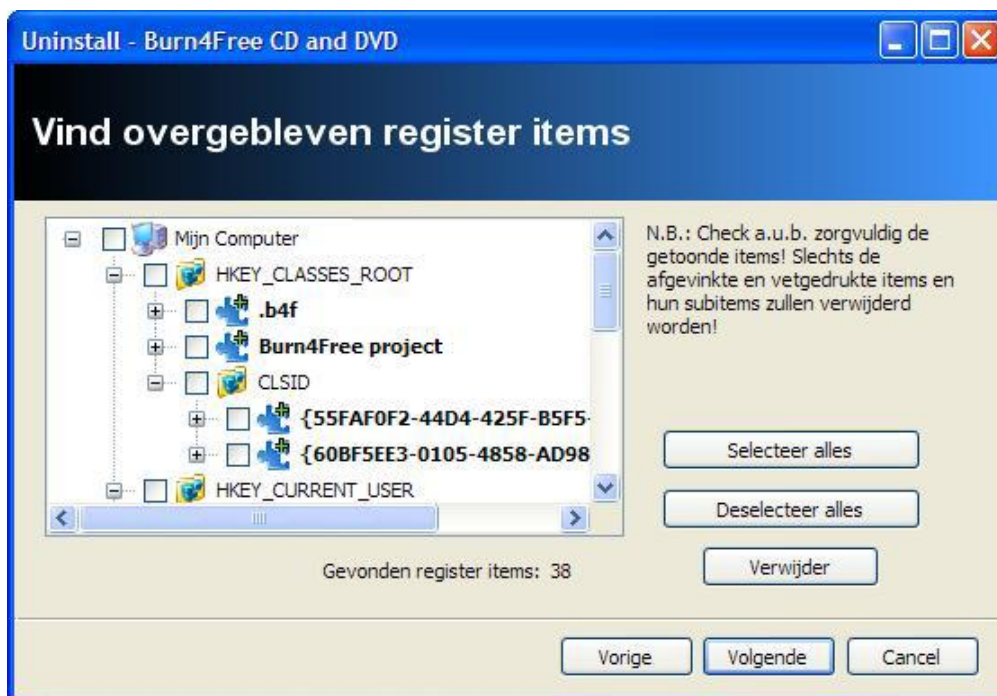 Uninstall - Burn4Free CD and DVD
Vind overgebleven register items
Mijn Computer
HKEY_CLASSES_ROOT
.b4f
Burn4Free project
CLSID
{55FAF0F2-44D4-425F-B5F5-
{60BF5EE3-0105-4858-AD98
HKEY_CURRENT_USER
N.B.: Check a.u.b. zorgvuldig de
getoonde items! Slechts de
afgevinkte en vetgedrukte items en
hun subitems zullen verwijderd
worden!
Selecteer alles
Deselecteer alles
Gevonden register items: 38
Verwijder
Vorige
Volgende
Cancel